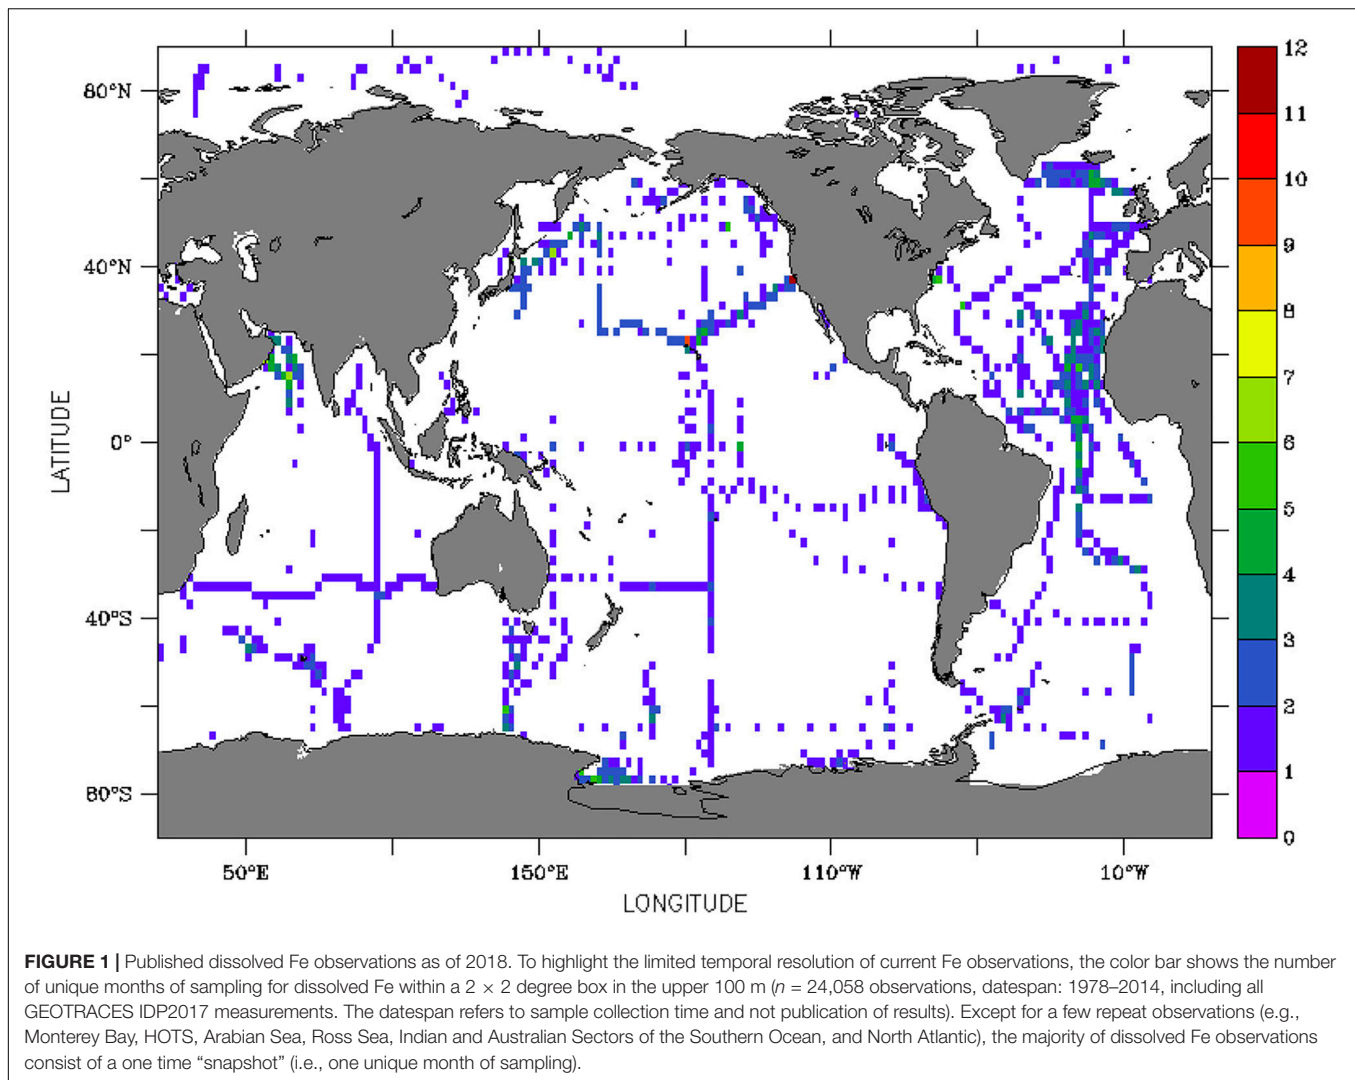 80°N
40°N
0°
40°S
80°S
LATITUDE
50°E
150°E
110°W
10°W
LONGITUDE
12
11
10
9
8
7
6
5
4
3
2
1
0
FIGURE 1 | Published dissolved Fe observations as of 2018. To highlight the limited temporal resolution of current Fe observations, the color bar shows the number
of unique months of sampling for dissolved Fe within a 2 × 2 degree box in the upper 100 m (n = 24,058 observations, datespan: 1978–2014, including all
GEOTRACES IDP2017 measurements. The datespan refers to sample collection time and not publication of results). Except for a few repeat observations (e.g.,
Monterey Bay, HOTS, Arabian Sea, Ross Sea, Indian and Australian Sectors of the Southern Ocean, and North Atlantic), the majority of dissolved Fe observations
consist of a one time “snapshot” (i.e., one unique month of sampling).